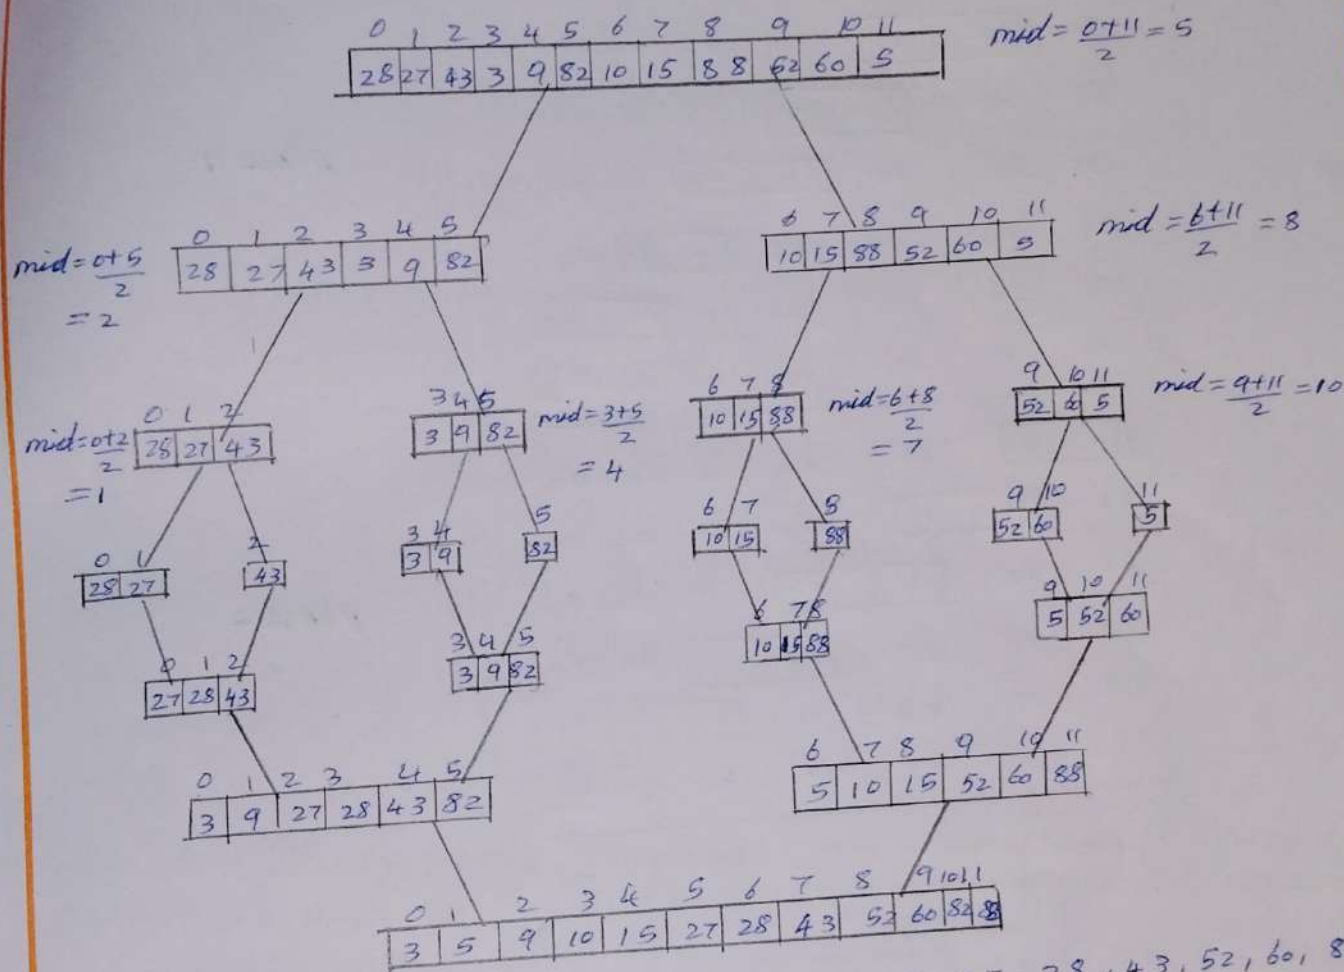 0 1 2 3 4 5 6 7 8 9 10 11
28 27 43 3 9 82 10 15 88 62 60 5
mid = 0+11/2 = 5
0 1 2 3 4 5
28 27 43 3 9 82
mid = 0+5/2
= 2
6 7 8 9 10 11
10 15 88 52 60 5
mid = 6+11/2 = 8
0 1 2
28 27 43
mid = 0+2/2
= 1
3 4 5
3 9 82
mid = 3+5/2
= 4
6 7 8
10 15 88
mid = 6+8/2
= 7
9 10 11
52 60 5
mid = 9+11/2 = 10
0 1
28 27
2
43
3 4
3 9
5
82
6 7
10 15
8
88
9 10
52 60
11
5
0 1 2
27 28 43
3 4 5
3 9 82
6 7 8
10 15 88
9 10 11
5 52 60
0 1 2 3 4 5
3 9 27 28 43 82
6 7 8 9 10 11
5 10 15 52 60 88
0 1 2 3 4 5 6 7 8 9 10 11
3 5 9 10 15 27 28 43 52 60 82 88
28, 43, 52, 60, 8